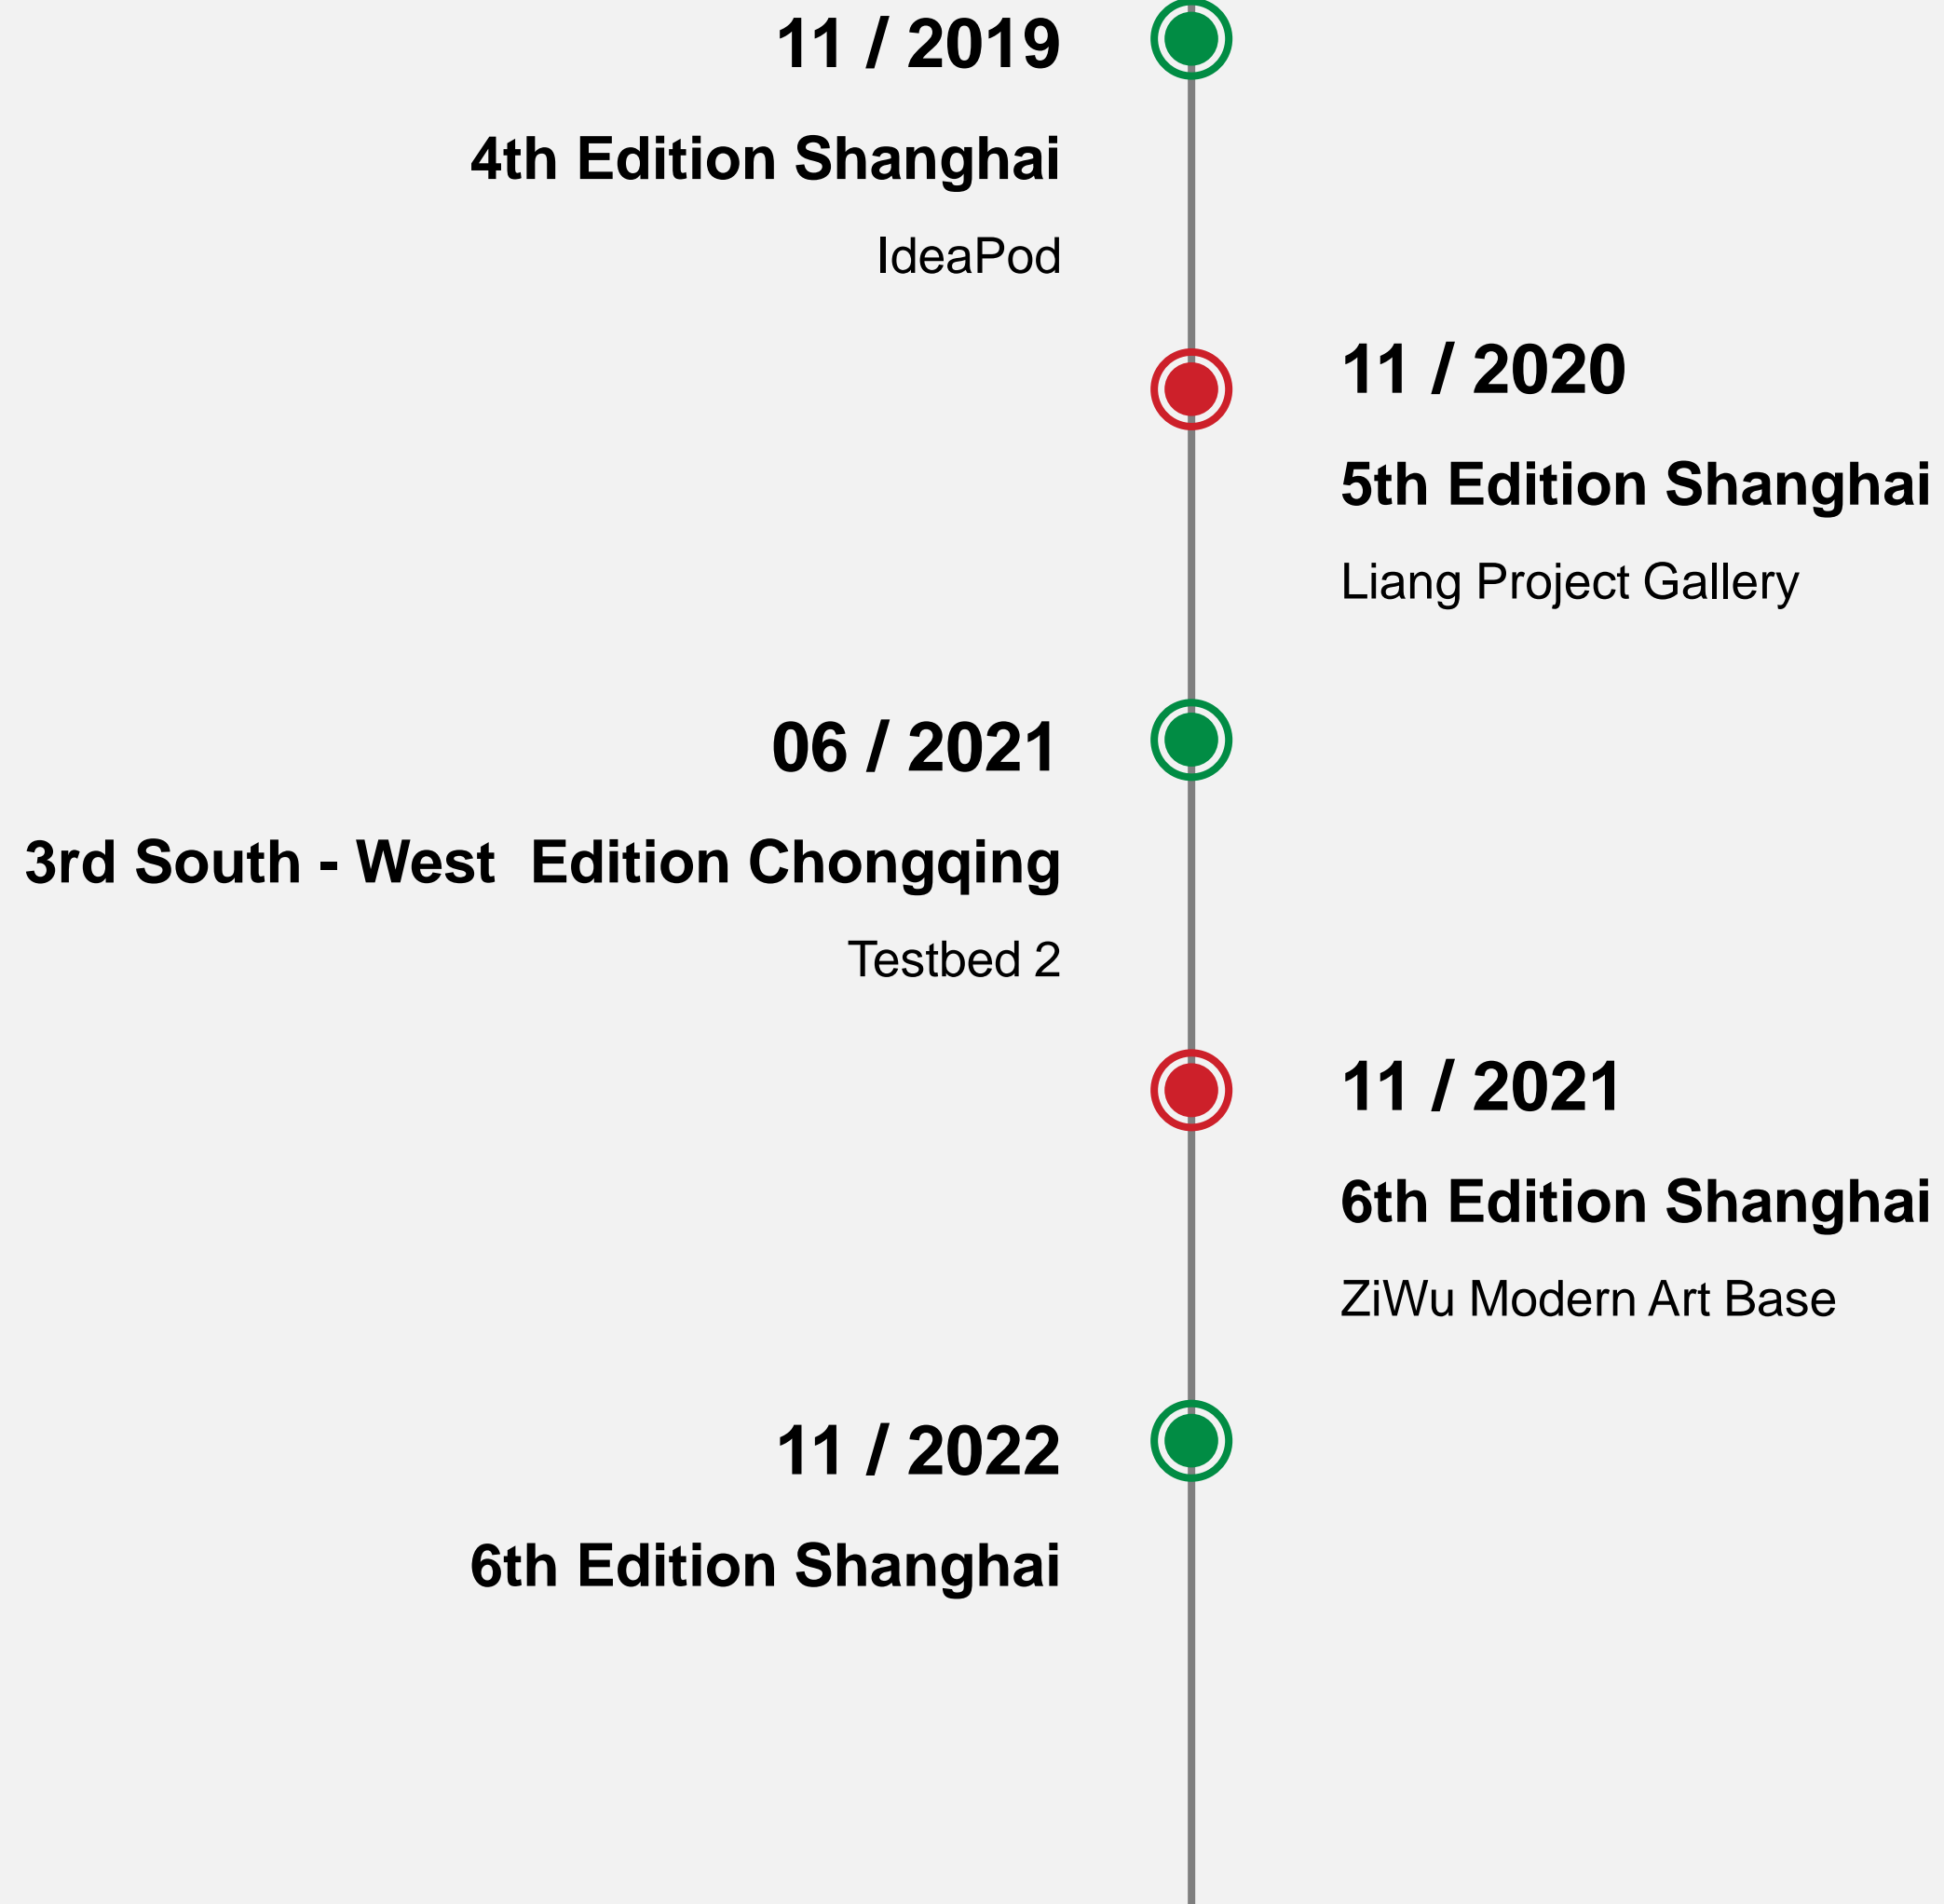 11 / 2019
4th Edition Shanghai
IdeaPod
11 / 2020
5th Edition Shanghai
Liang Project Gallery
06 / 2021
3rd South - West  Edition Chongqing
Testbed 2
11 / 2021
6th Edition Shanghai
ZiWu Modern Art Base
11 / 2022
6th Edition Shanghai